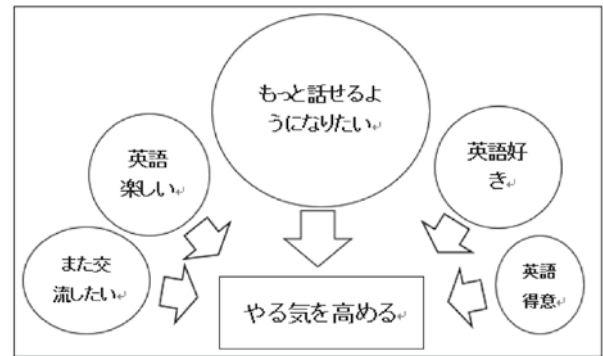 もっと話せるよ
うになりたい
英語
楽しい
英語好
き
また交
流したい
英語
得意
やる気を高める